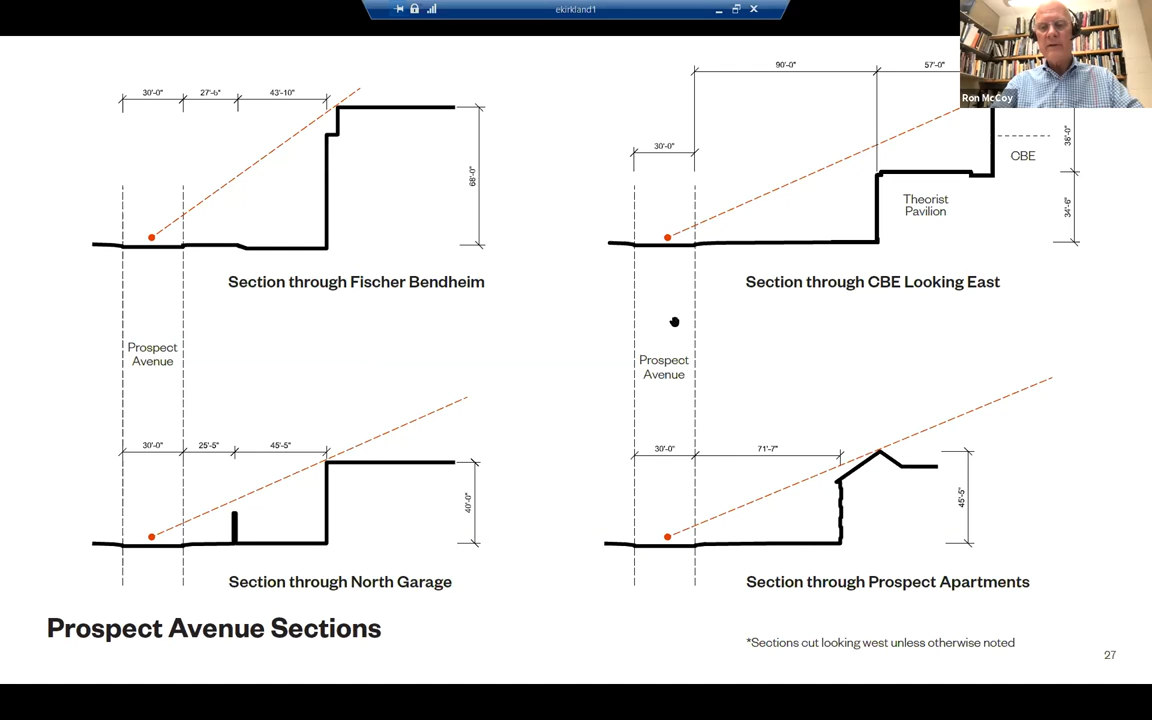 ekirkland1
Ron McCoy
30'-0"
27'-6"
43'-10"
68'-0"
Section through Fischer Bendheim
90'-0"
57'-0"
30'-0"
38'-0"
CBE
Theorist
Pavilion
34'-6"
Section through CBE Looking East
Prospect
Avenue
Prospect
Avenue
30'-0"
25'-5"
45'-5"
40'-0"
Section through North Garage
30'-0"
71'-7"
45'-5"
Section through Prospect Apartments
Prospect Avenue Sections
*Sections cut looking west unless otherwise noted
27